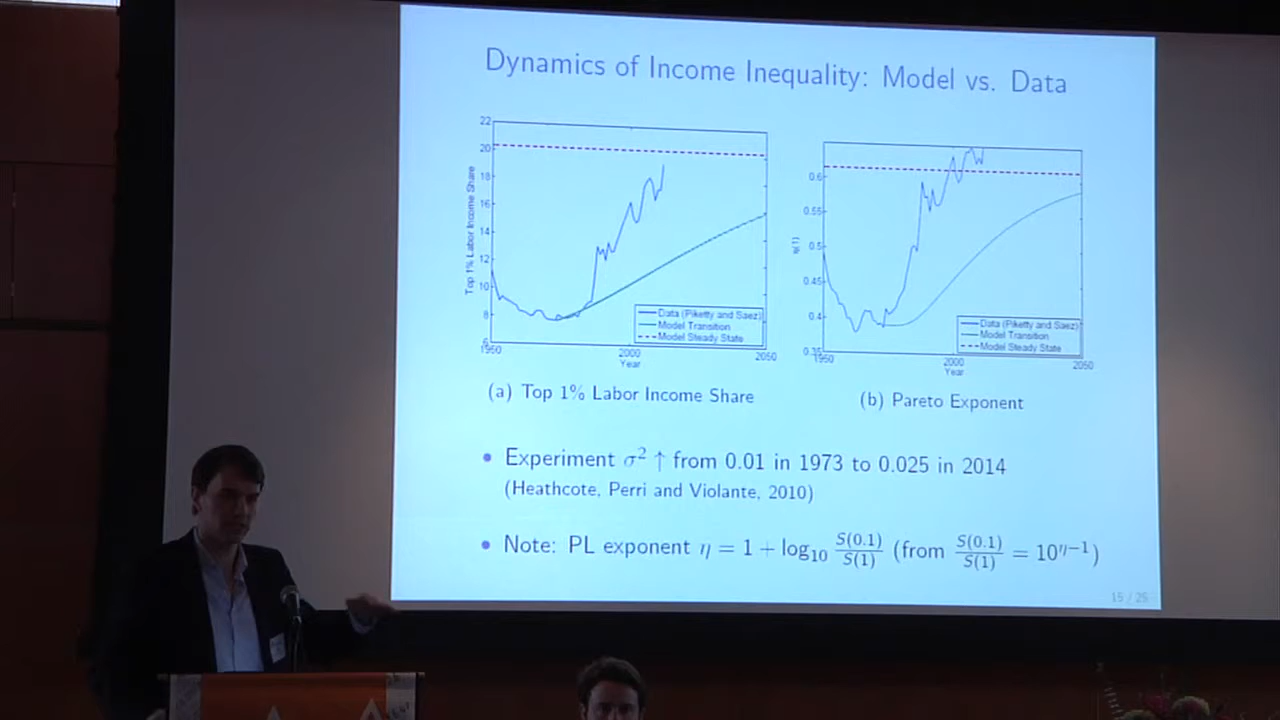 Dynamics of Income Inequality: Model vs. Data
22
20
18
16
14
12
10
8
6
Top 1% Labor Income Share
1950
2000
2050
Year
Data (Piketty and Saez)
Model Transition
Model Steady State
(a) Top 1% Labor Income Share
0.6
0.55
0.5
0.45
0.4
0.35
η(1)
1950
2000
2050
Year
Data (Piketty and Saez)
Model Transition
Model Steady State
(b) Pareto Exponent
• Experiment σ² ↑ from 0.01 in 1973 to 0.025 in 2014
(Heathcote, Perri and Violante, 2010)
• Note: PL exponent η = 1 + log₁₀ S(0.1)/S(1) (from S(0.1)/S(1) = 10^(η−1))
15 / 25